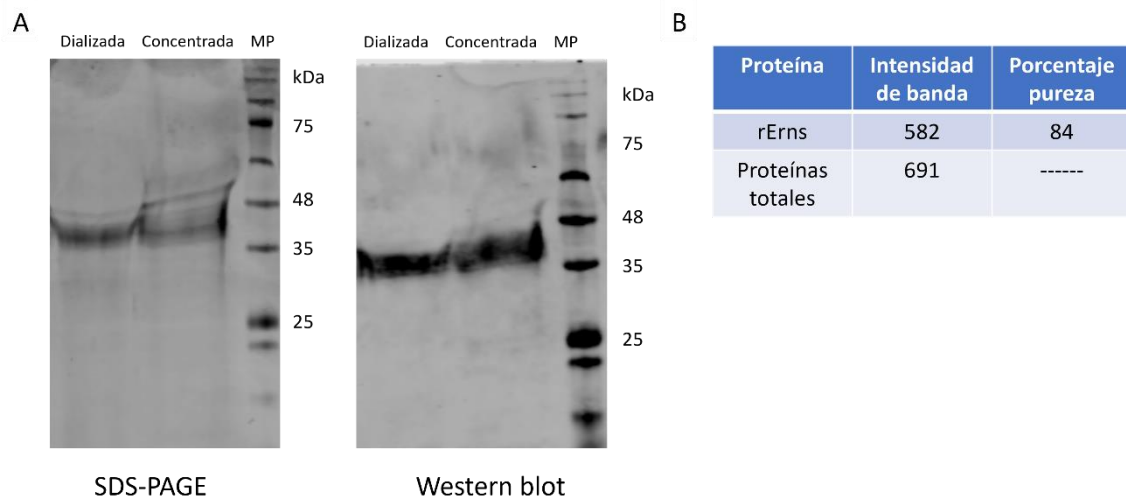 A
Dializada Concentrada MP
kDa
75
48
35
25
SDS-PAGE
Dializada Concentrada MP
kDa
75
48
35
25
Western blot
B
Proteína Intensidad de banda Porcentaje pureza
rErns 582 84
Proteínas totales 691 ------